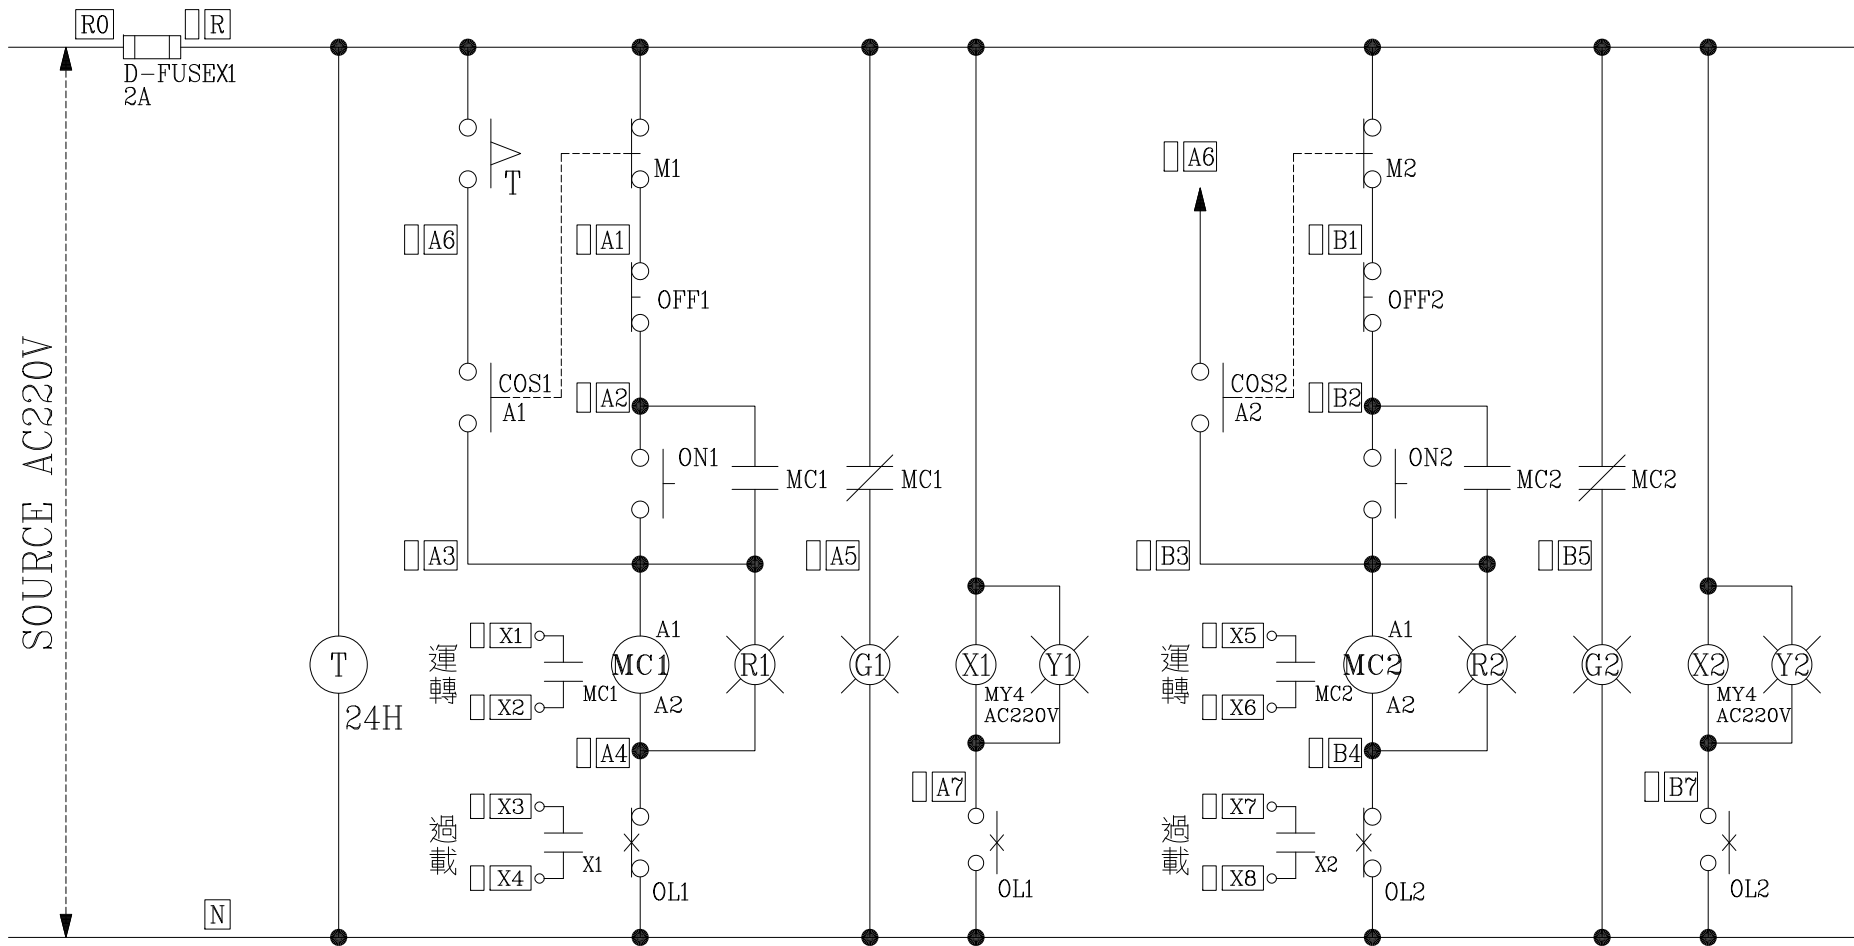 R0
R
D-FUSEX1
2A
SOURCE AC220V
N
T
24H
T
A6
COS1
A1
A3
M1
A1
OFF1
A2
ON1
MC1
MC1
A5
運轉
X1
X2
MC1
A1
MC1
A2
R1
G1
X1
MY4
AC220V
Y1
A4
A7
過載
X3
X4
X1
OL1
OL1
A6
COS2
A2
B3
M2
B1
OFF2
B2
ON2
MC2
MC2
B5
運轉
X5
X6
MC2
A1
MC2
A2
R2
G2
X2
MY4
AC220V
Y2
B4
B7
過載
X7
X8
X2
OL2
OL2